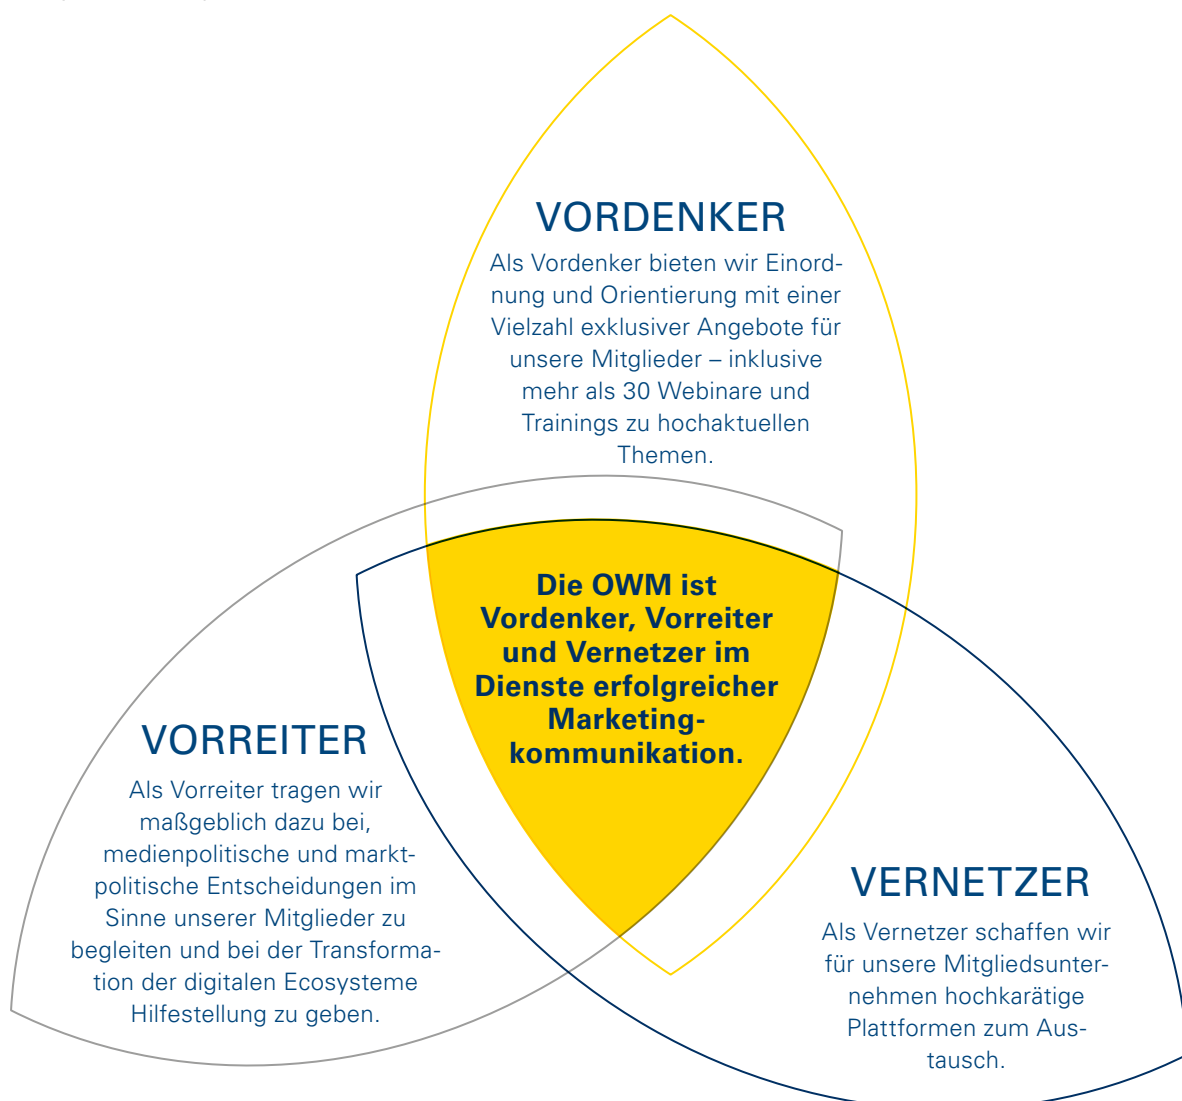 VORDENKER
Als Vordenker bieten wir Einord-
nung und Orientierung mit einer
Vielzahl exklusiver Angebote für
unsere Mitglieder – inklusive
mehr als 30 Webinare und
Trainings zu hochaktuellen
Themen.
Die OWM ist
Vordenker, Vorreiter
und Vernetzer im
Dienste erfolgreicher
Marketing-
kommunikation.
VORREITER
Als Vorreiter tragen wir
maßgeblich dazu bei,
medienpolitische und markt-
politische Entscheidungen im
Sinne unserer Mitglieder zu
begleiten und bei der Transforma-
tion der digitalen Ecosysteme
Hilfestellung zu geben.
VERNETZER
Als Vernetzer schaffen wir
für unsere Mitgliedsunter-
nehmen hochkarätige
Plattformen zum Aus-
tausch.